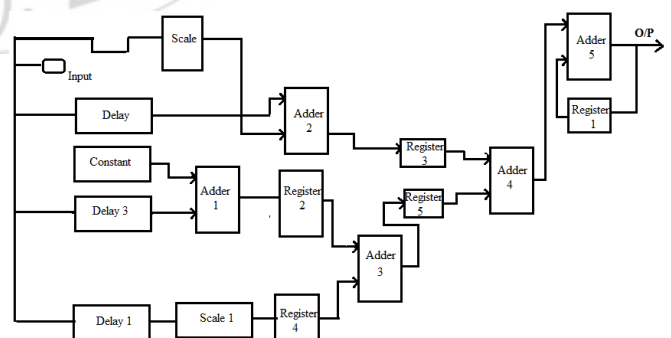 Scale
Adder
5
O/P
Input
Delay
Adder
2
Register
1
Register
3
Constant
Adder
1
Register
2
Adder
4
Delay 3
Register
5
Adder
3
Delay 1
Scale 1
Register
4